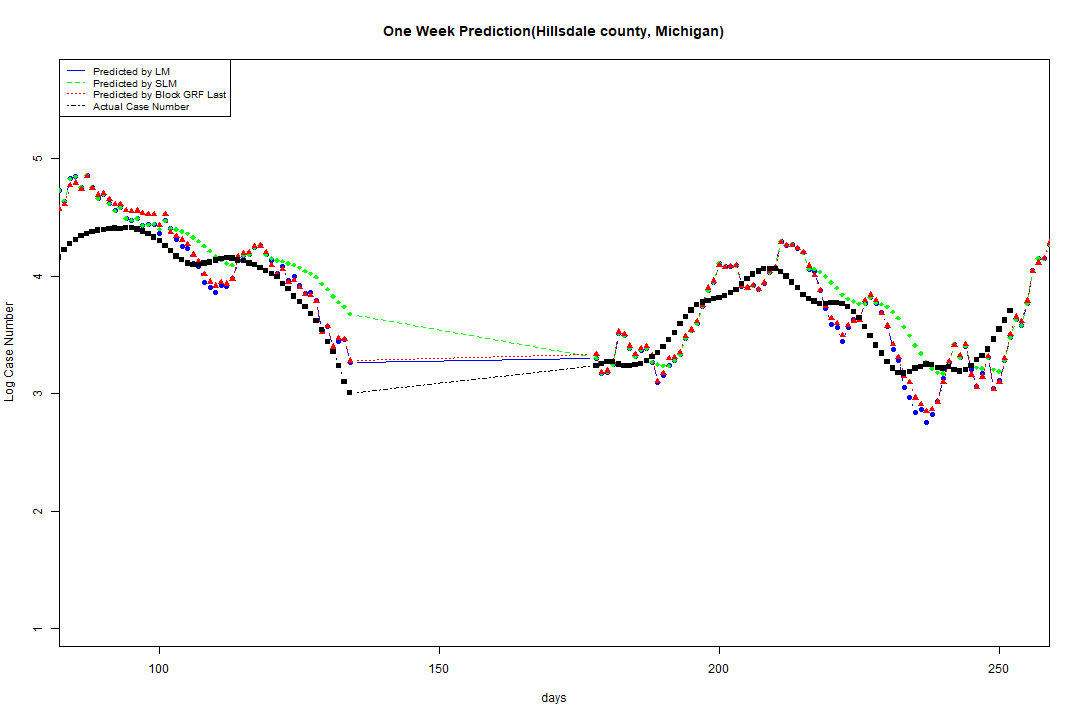 One Week Prediction(Hillsdale county, Michigan)
Predicted by LM
Predicted by SLM
Predicted by Block GRF Last
Actual Case Number
5
4
3
2
1
Log Case Number
100
150
200
250
days